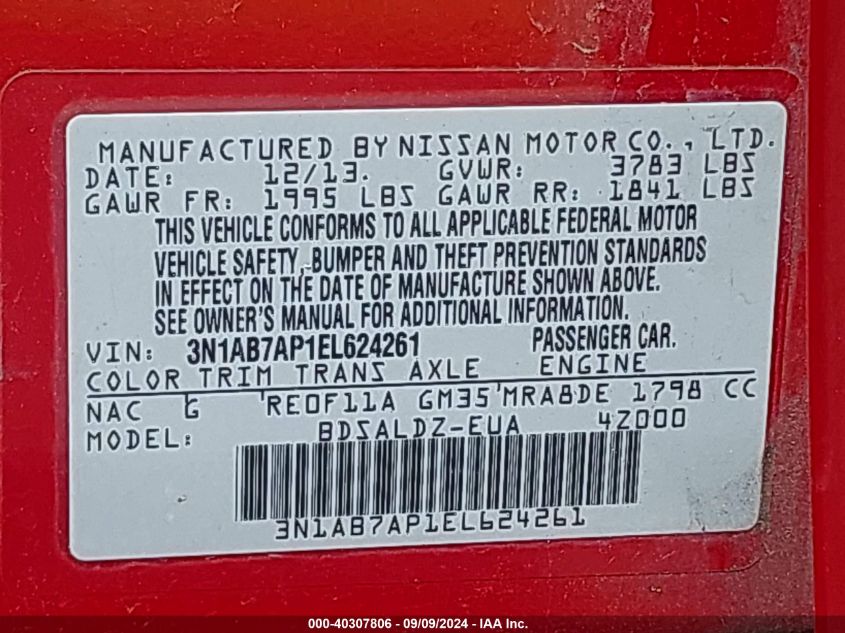 MANUFACTURED BY NISSAN MOTOR CO., LTD.
DATE: 12/13. GVWR: 3783 LBS
GAWR FR: 1995 LBS GAWR RR: 1841 LBS
THIS VEHICLE CONFORMS TO ALL APPLICABLE FEDERAL MOTOR
VEHICLE SAFETY, BUMPER AND THEFT PREVENTION STANDARDS
IN EFFECT ON THE DATE OF MANUFACTURE SHOWN ABOVE.
SEE OWNER'S MANUAL FOR ADDITIONAL INFORMATION.
VIN: 3N1AB7AP1EL624261 PASSENGER CAR.
COLOR TRIM TRANS AXLE ENGINE
NAC G RE0F11A GM35 MRA8DE 1798 CC
MODEL: BDSALDZ-EUA 4Z000
3N1AB7AP1EL624261
000-40307806 - 09/09/2024 - IAA Inc.